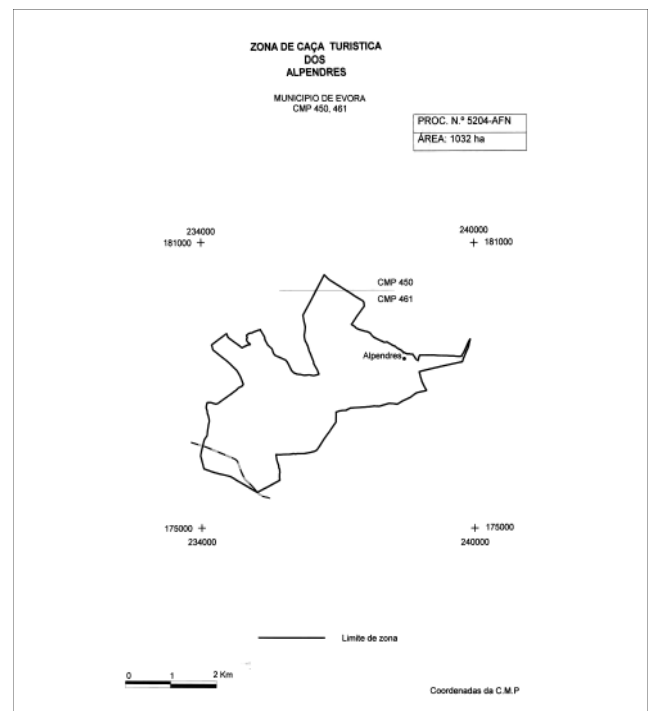 ZONA DE CAÇA TURISTICA
DOS
ALPENDRES
MUNICIPIO DE EVORA
CMP 450, 461
PROC. N.º 5204-AFN
ÁREA: 1032 ha
234000
181000
240000
181000
CMP 450
CMP 461
Alpendres
175000
234000
175000
240000
Limite de zona
0 1 2 Km
Coordenadas da C.M.P